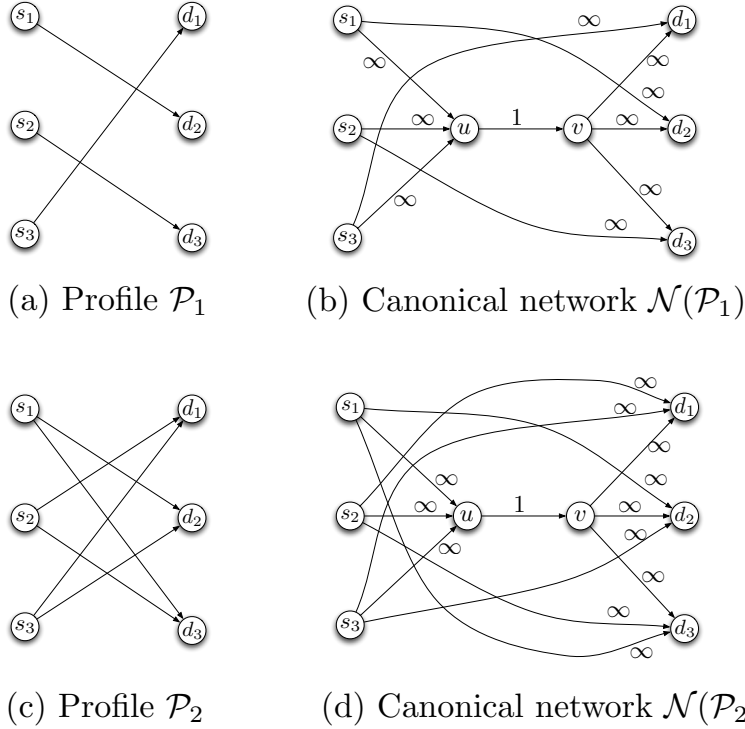 s1 d1 s1 d1
∞ ∞
∞
s2 d2 s2 ∞ u 1 v ∞ d2
∞
∞ ∞
s3 d3 s3 d3
(a) Profile P1 (b) Canonical network N(P1)
∞
s1 d1 s1 ∞ d1
∞
∞ ∞
s2 d2 s2 ∞ u 1 v ∞ d2
∞ ∞
∞
∞
s3 d3 s3 d3
∞
(c) Profile P2 (d) Canonical network N(P2